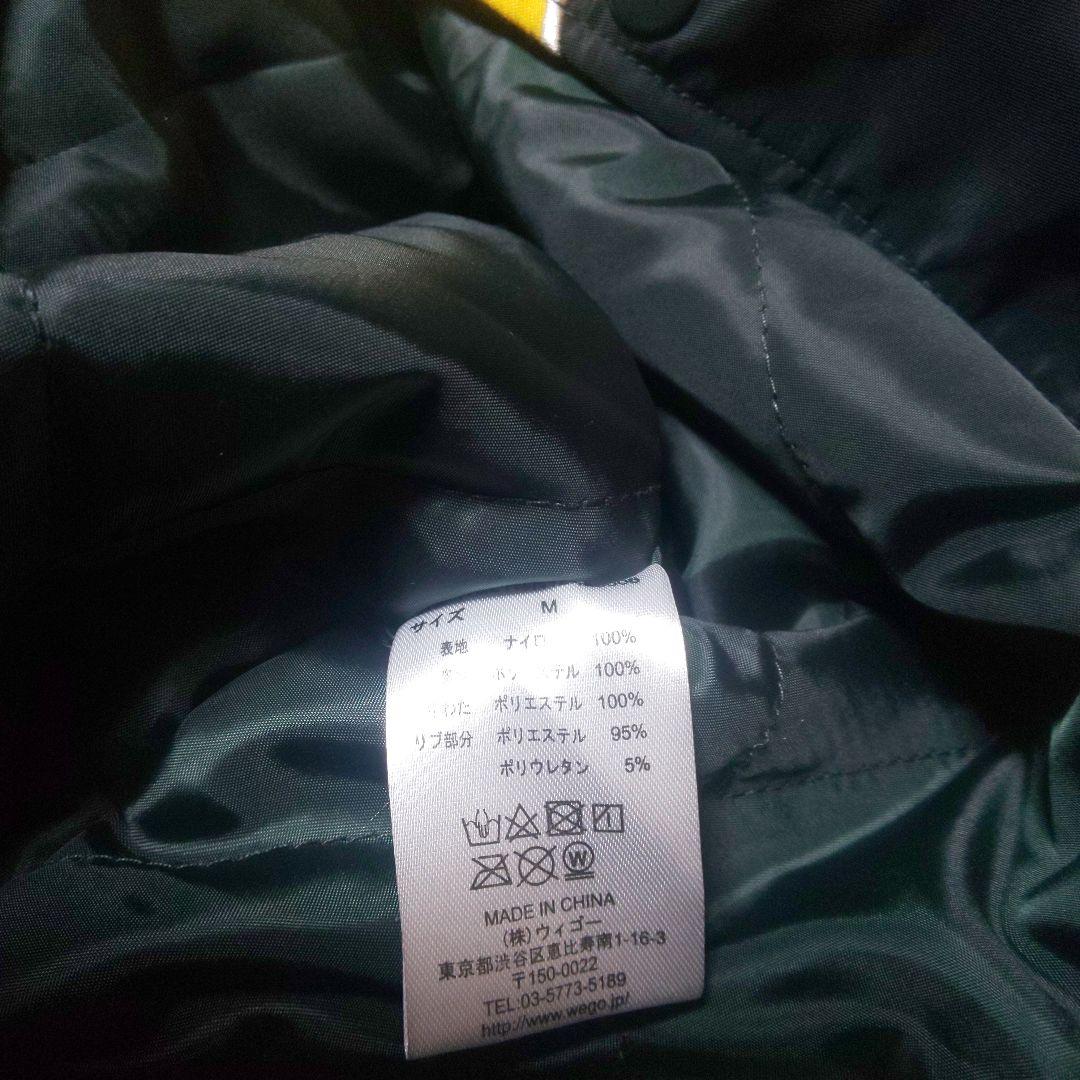 サイズ M
表地 ナイロ 100%
ポリエステル 100%
わた ポリエステル 100%
リブ部分 ポリエステル 95%
ポリウレタン 5%
W
MADE IN CHINA
(株)ウィゴー
東京都渋谷区恵比寿南1-16-3
〒150-0022
TEL:03-5773-5189
http://www.wego.jp/